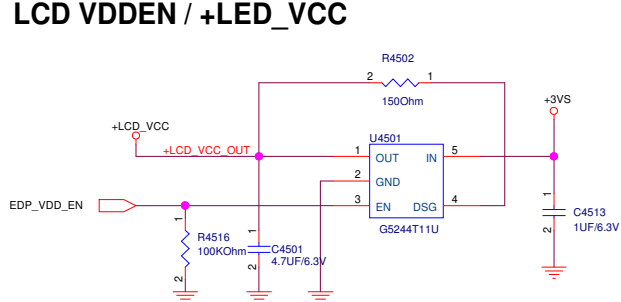 LCD VDDEN / +LED_VCC
R4502
2 1
150Ohm
+3VS
+LCD_VCC
+LCD_VCC_OUT
U4501
1 OUT IN 5
2 GND
EDP_VDD_EN
3 EN DSG 4
G5244T11U
1
R4516
100KOhm
2
1
C4501
4.7UF/6.3V
2
1
C4513
1UF/6.3V
2